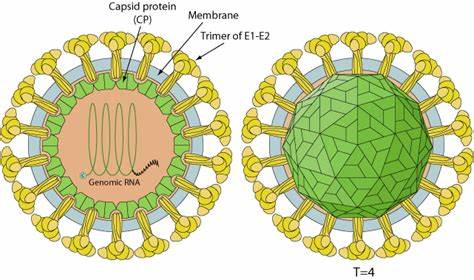 Capsid protein
(CP)
Membrane
Trimer of E1-E2
Genomic RNA
T=4